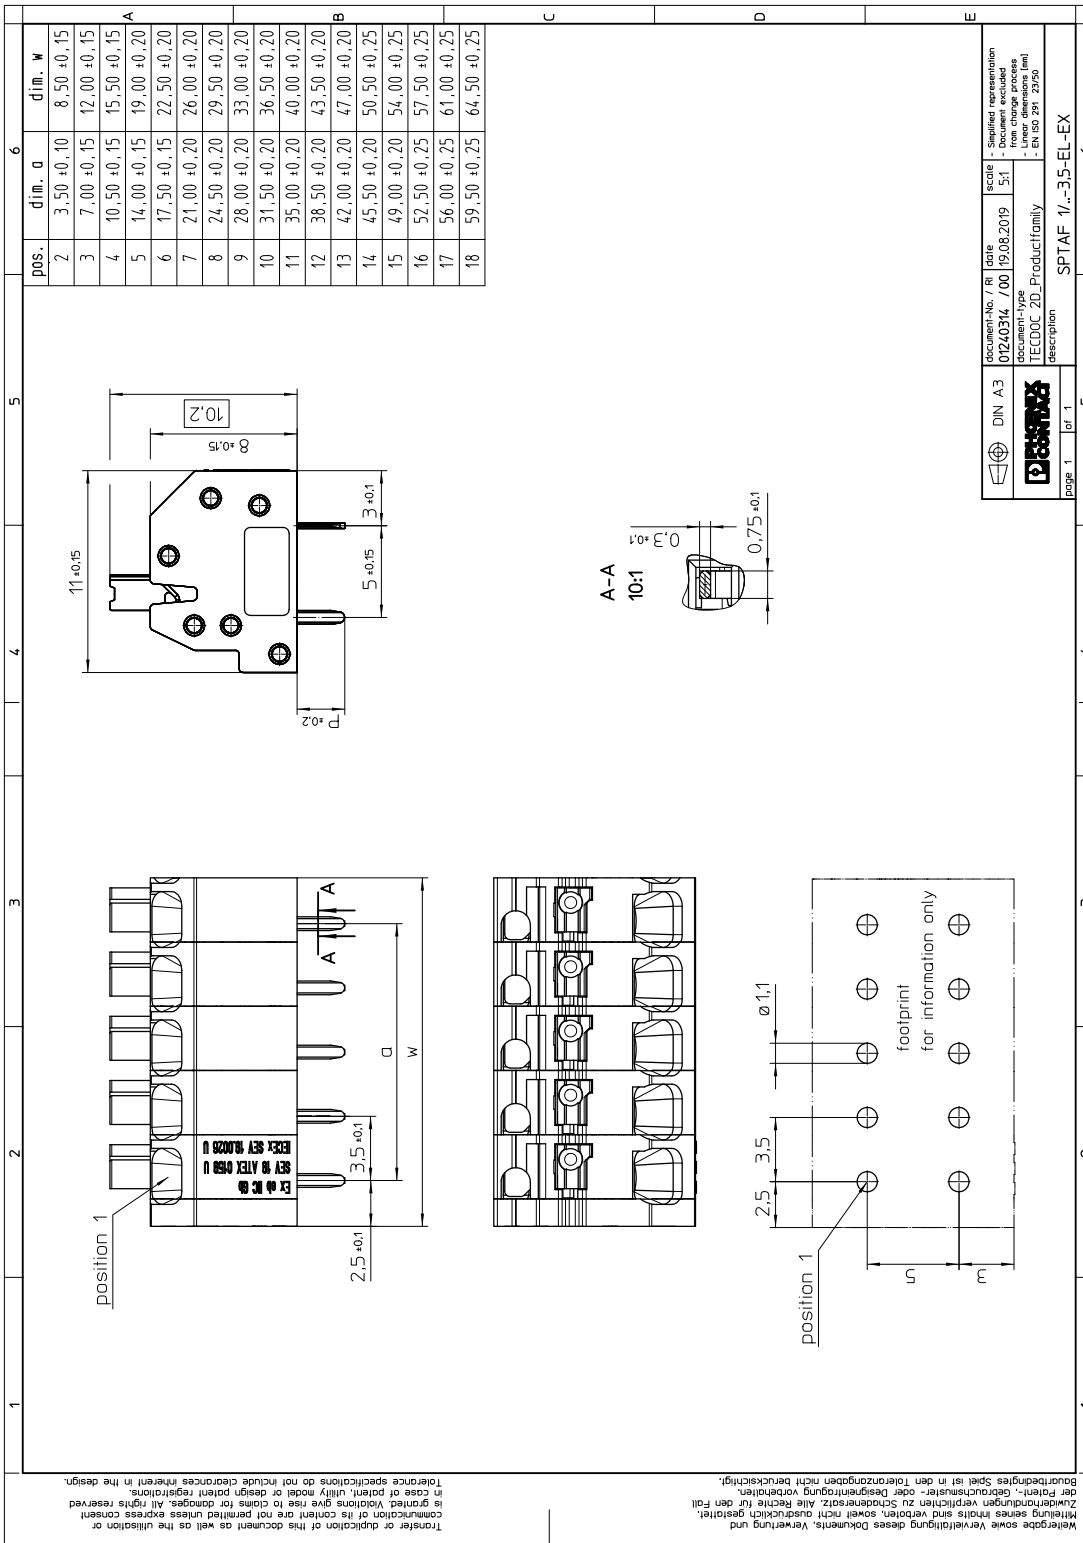 pos. dim. a dim. w
2 3,50 ±0,10 8,50 ±0,15
3 7,00 ±0,15 12,00 ±0,15
4 10,50 ±0,15 15,50 ±0,15
5 14,00 ±0,15 19,00 ±0,20
6 17,50 ±0,15 22,50 ±0,20
7 21,00 ±0,20 26,00 ±0,20
8 24,50 ±0,20 29,50 ±0,20
9 28,00 ±0,20 33,00 ±0,20
10 31,50 ±0,20 36,50 ±0,20
11 35,00 ±0,20 40,00 ±0,20
12 38,50 ±0,20 43,50 ±0,20
13 42,00 ±0,20 47,00 ±0,20
14 45,50 ±0,20 50,50 ±0,25
15 49,00 ±0,20 54,00 ±0,25
16 52,50 ±0,25 57,50 ±0,25
17 56,00 ±0,25 61,00 ±0,25
18 59,50 ±0,25 64,50 ±0,25
1 2 3 4 5 6
A
B
C
D
E
position 1
Ex eb IIC Gb
SEV 18 ATEX 0158 U
IECEx SEV 18.0026 U
A A
2,5 ±0,1
3,5 ±0,1
a
w
11 ±0,15
8 ±0,15
10,2
3 ±0,1
5 ±0,15
P ±0,2
A-A
10:1
0,3 ±0,1
0,75 ±0,1
position 1
2,5
3,5
ø1,1
5
3
footprint
for information only
DIN A3
document-No. / RI
01240314 / 00
date
19.08.2019
scale
5:1
- Simplified representation
- Document excluded
from change process
- Linear dimensions [mm]
- EN ISO 291 23/50
PHOENIX
CONTACT
document-type
TECDOC 2D_Productfamily
page 1 of 1
description
SPTAF 1/..-3,5-EL-EX
Transfer or duplication of this document as well as the utilisation or
communication of its content are not permitted unless express consent
is granted. Violations give rise to claims for damages. All rights reserved
in case of patent, utility model or design patent registrations.
Tolerance specifications do not include clearances inherent in the design.
Weitergabe sowie Vervielfältigung dieses Dokuments, Verwertung und
Mitteilung seines Inhalts sind verboten, soweit nicht ausdrücklich gestattet.
Zuwiderhandlungen verpflichten zu Schadenersatz. Alle Rechte für den Fall
der Patent-, Gebrauchsmuster- oder Designeintragung vorbehalten.
Bauartbedingtes Spiel ist in den Toleranzangaben nicht berücksichtigt.